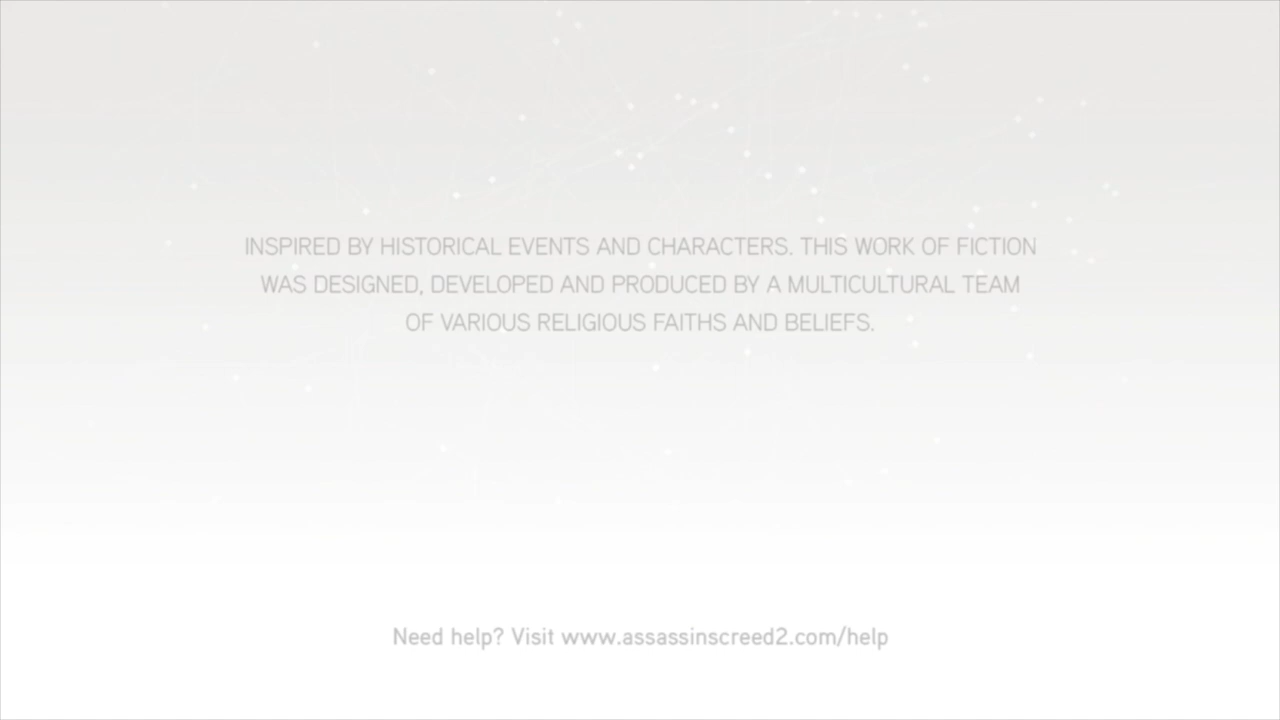 INSPIRED BY HISTORICAL EVENTS AND CHARACTERS. THIS WORK OF FICTION
WAS DESIGNED, DEVELOPED AND PRODUCED BY A MULTICULTURAL TEAM
OF VARIOUS RELIGIOUS FAITHS AND BELIEFS.
Need help? Visit www.assassinscreed2.com/help